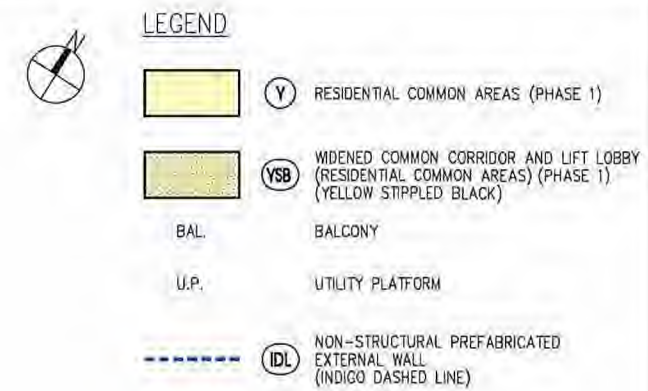 LEGEND
N
Y RESIDENTIAL COMMON AREAS (PHASE 1)
YSB WIDENED COMMON CORRIDOR AND LIFT LOBBY
(RESIDENTIAL COMMON AREAS) (PHASE 1)
(YELLOW STIPPLED BLACK)
BAL. BALCONY
U.P. UTILITY PLATFORM
IDL NON-STRUCTURAL PREFABRICATED
EXTERNAL WALL
(INDIGO DASHED LINE)